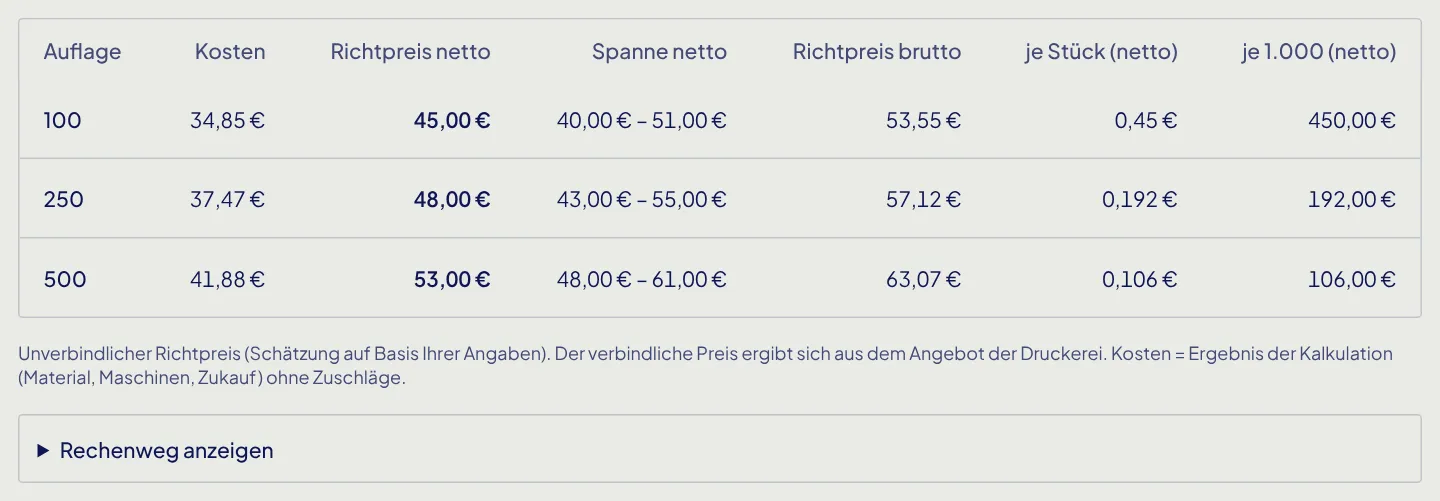 Auflage Kosten Richtpreis netto Spanne netto Richtpreis brutto je Stück (netto) je 1.000 (netto)
100 34,85 € 45,00 € 40,00 € – 51,00 € 53,55 € 0,45 € 450,00 €
250 37,47 € 48,00 € 43,00 € – 55,00 € 57,12 € 0,192 € 192,00 €
500 41,88 € 53,00 € 48,00 € – 61,00 € 63,07 € 0,106 € 106,00 €
Unverbindlicher Richtpreis (Schätzung auf Basis Ihrer Angaben). Der verbindliche Preis ergibt sich aus dem Angebot der Druckerei. Kosten = Ergebnis der Kalkulation
(Material, Maschinen, Zukauf) ohne Zuschläge.
▶ Rechenweg anzeigen